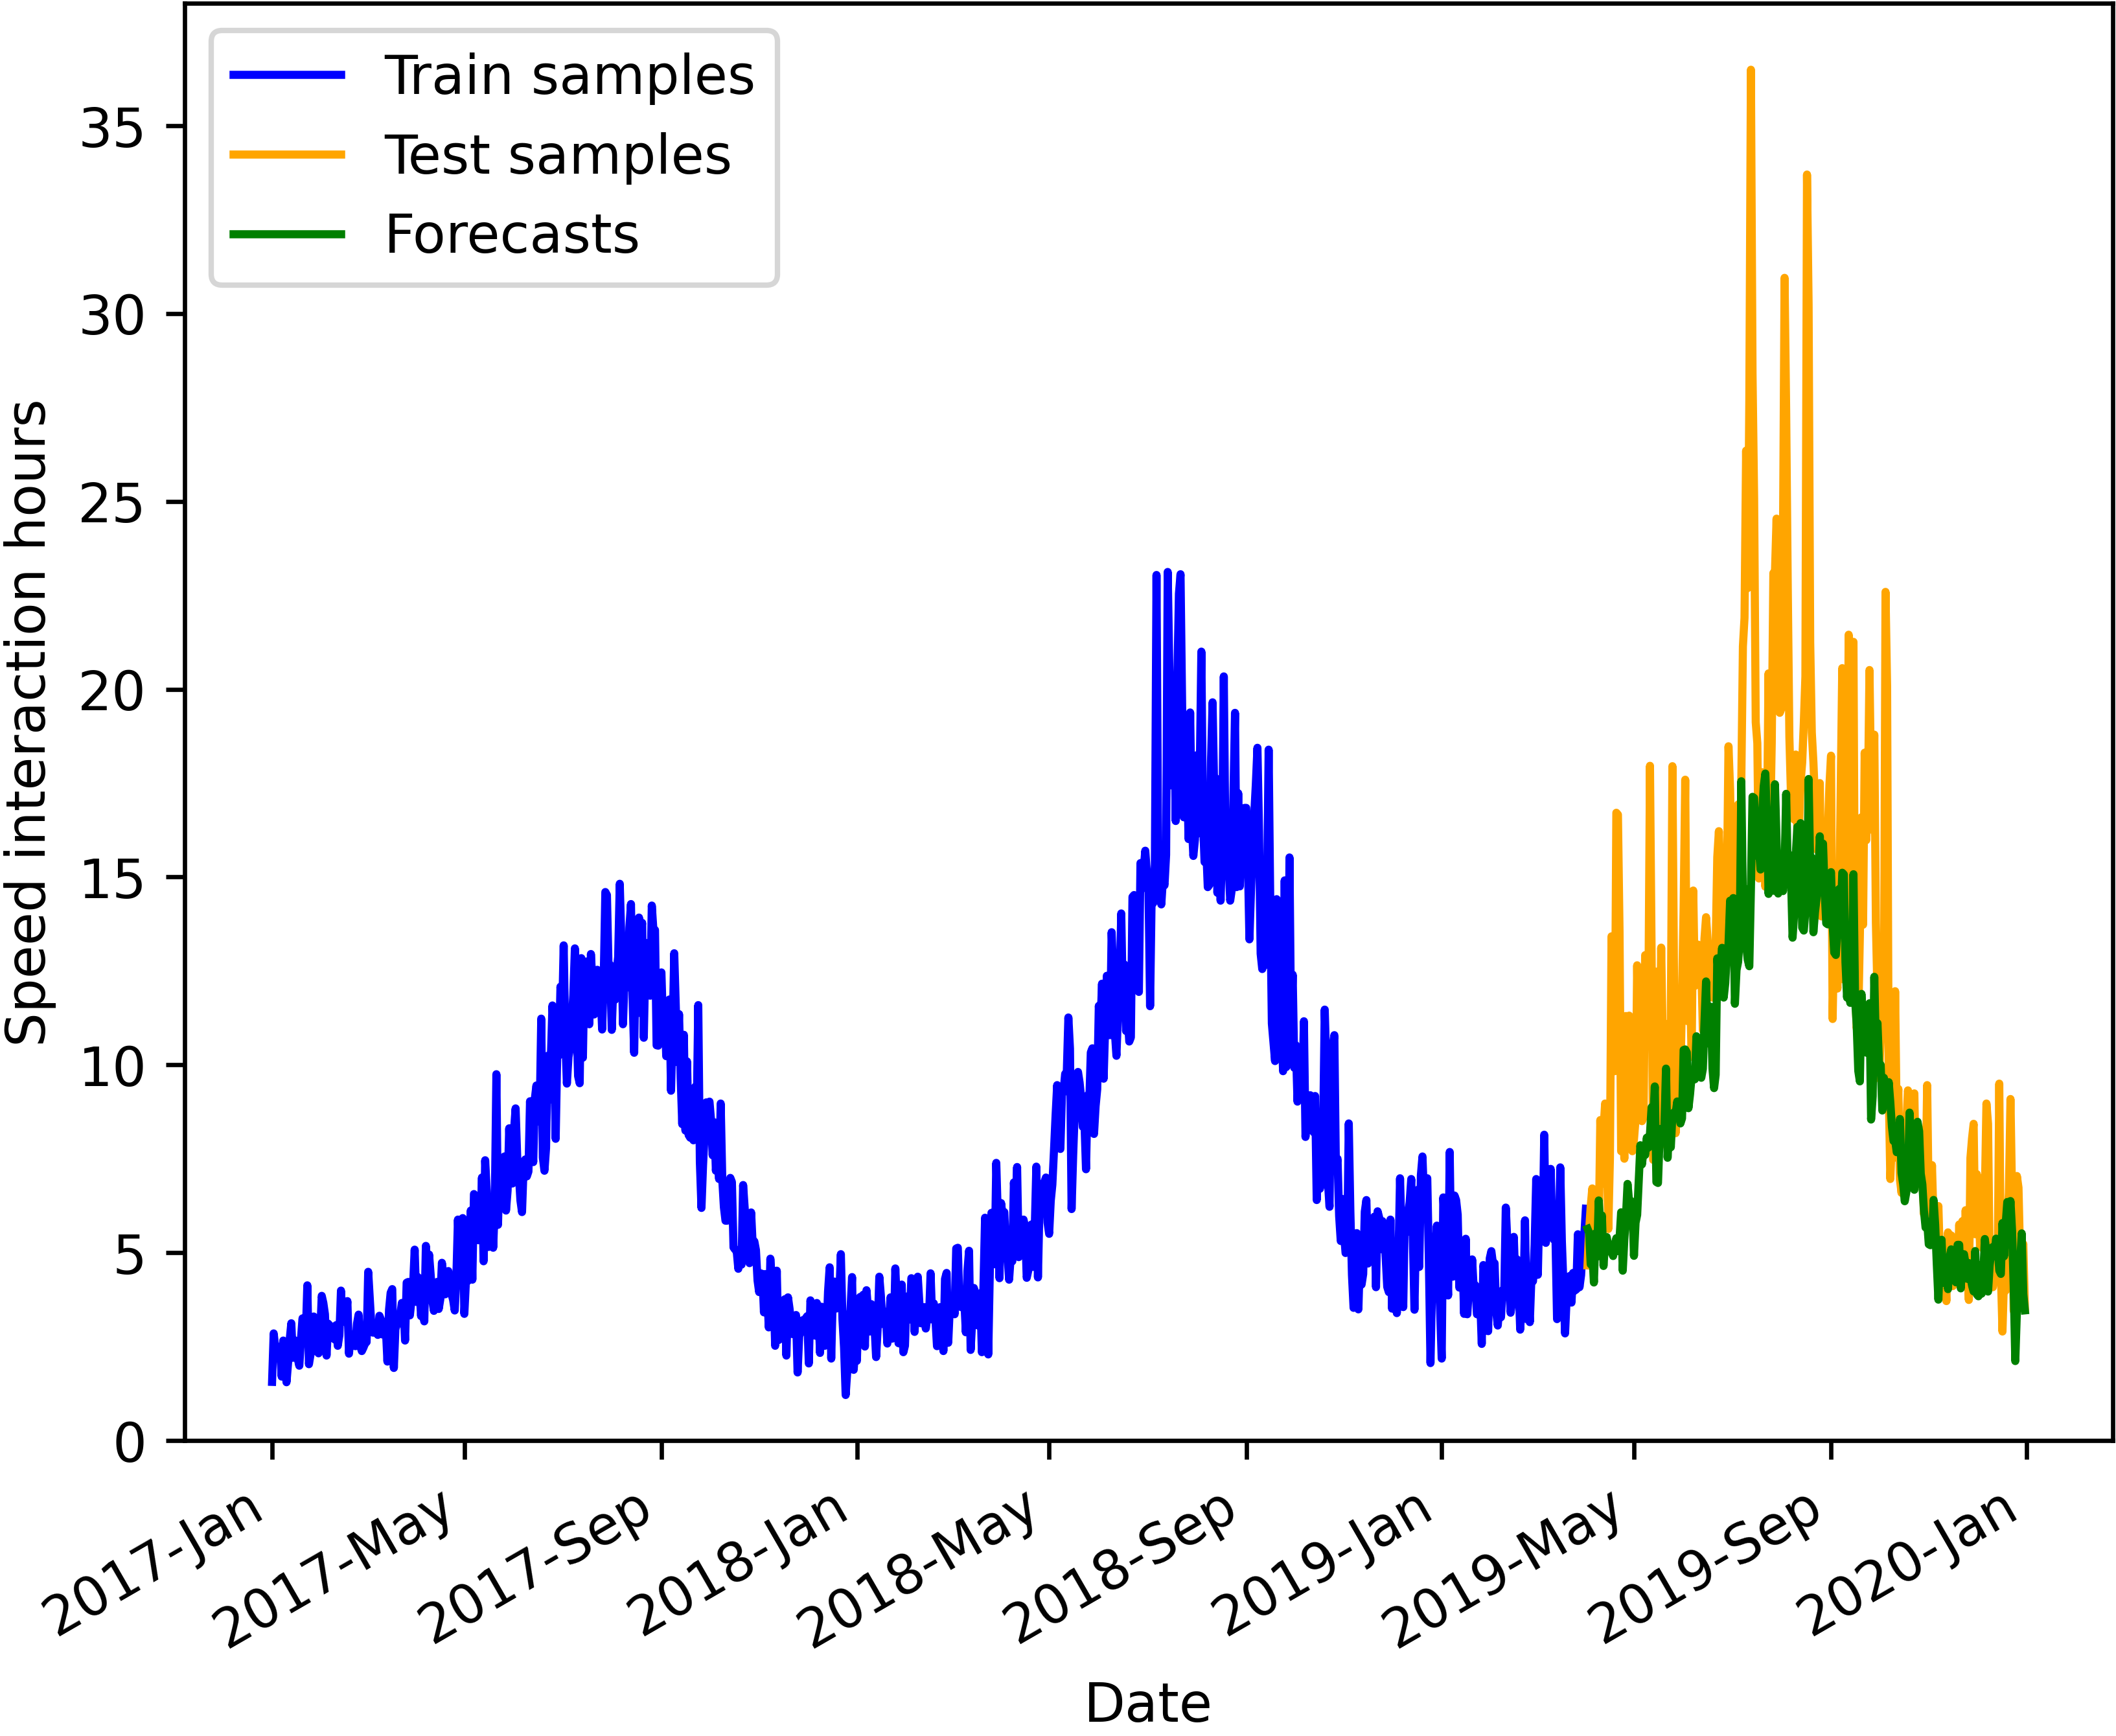 Train samples
Test samples
Forecasts
Speed interaction hours
35
30
25
20
15
10
5
0
2017-Jan
2017-May
2017-Sep
2018-Jan
2018-May
2018-Sep
2019-Jan
2019-May
2019-Sep
2020-Jan
Date